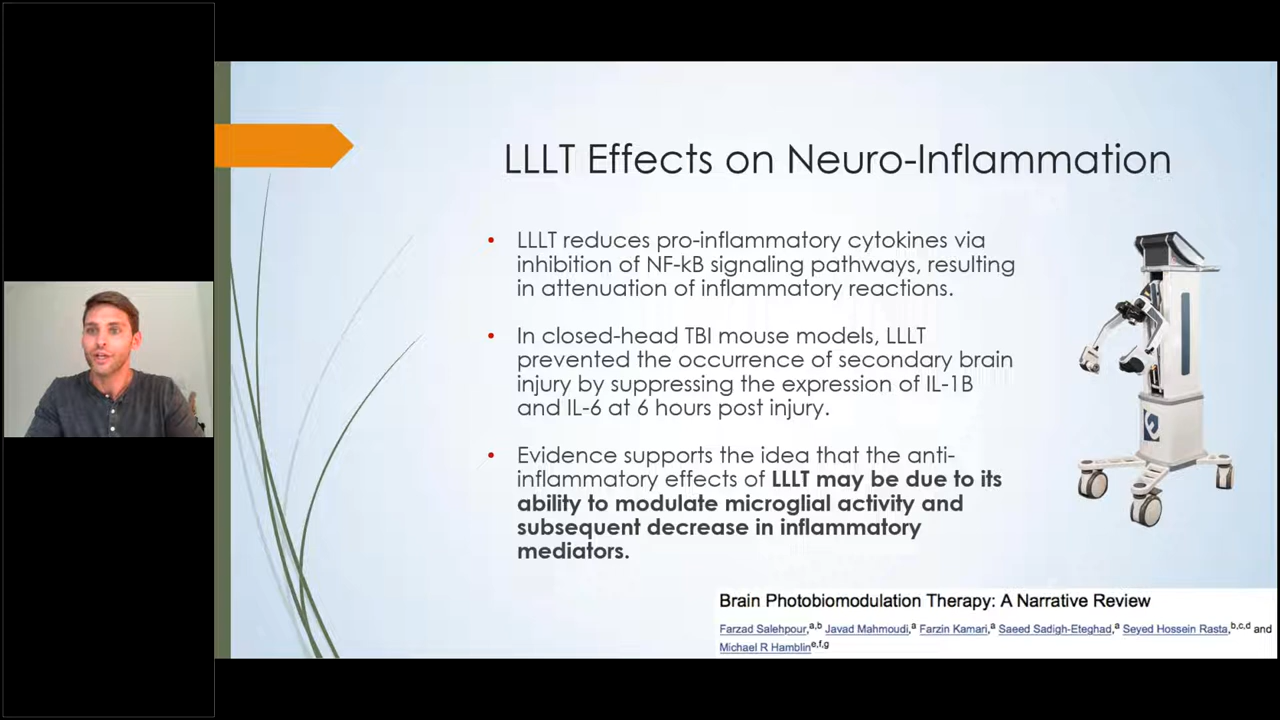 LLLT Effects on Neuro-Inflammation
• LLLT reduces pro-inflammatory cytokines via
inhibition of NF-kB signaling pathways, resulting
in attenuation of inflammatory reactions.
• In closed-head TBI mouse models, LLLT
prevented the occurrence of secondary brain
injury by suppressing the expression of IL-1B
and IL-6 at 6 hours post injury.
• Evidence supports the idea that the anti-
inflammatory effects of LLLT may be due to its
ability to modulate microglial activity and
subsequent decrease in inflammatory
mediators.
Brain Photobiomodulation Therapy: A Narrative Review
Farzad Salehpour,a,b Javad Mahmoudi,a Farzin Kamari,a Saeed Sadigh-Eteghad,a Seyed Hossein Rasta,b,c,d and
Michael R Hambline,f,g